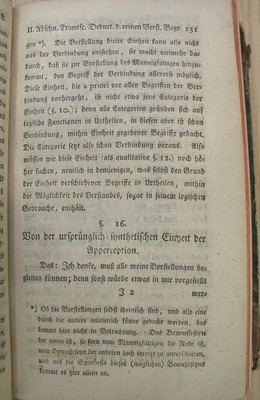 II. Abschn. Transsc. Deduct. d. reinen Verst. Begr. 131
gen *). Die Vorstellung dieser Einheit kann also nicht
aus der Verbindung entstehen, sie macht vielmehr da-
durch, daß sie zur Vorstellung des Mannigfaltigen hinzu-
kommt, den Begriff der Verbindung allererst möglich.
Diese Einheit, die a priori vor allen Begriffen der Ver-
bindung vorhergeht, ist nicht etwa jene Categorie der
Einheit (§. 10.); denn alle Categorien gründen sich auf
logische Functionen in Urtheilen, in diesen aber ist schon
Verbindung, mithin Einheit gegebener Begriffe gedacht.
Die Categorie setzt also schon Verbindung voraus. Also
müssen wir diese Einheit (als qualitative §. 12.) noch höh-
her suchen, nemlich in demjenigen, was selbst den Grund
der Einheit verschiedener Begriffe in Urtheilen, mithin
der Möglichkeit des Verstandes, sogar in seinem logischen
Gebrauche, enthält.
§. 16.
Von der ursprünglich-synthetischen Einheit der
Apperception.
Das: Ich denke, muß alle meine Vorstellungen be-
gleiten können; denn sonst würde etwas in mir vorgestellt
I 2 wer-
*) Ob die Vorstellungen selbst identisch sind, und also eine
durch die andere analytisch könne gedacht werden, das
kommt hier nicht in Betrachtung. Das Bewustseyn der
einen ist, so fern vom Mannigfaltigen die Rede ist,
vom Bewustseyn der anderen doch immer zu unterscheiden,
und auf die Synthesis dieses (möglichen) Bewustseyns
kommt es hier allein an.